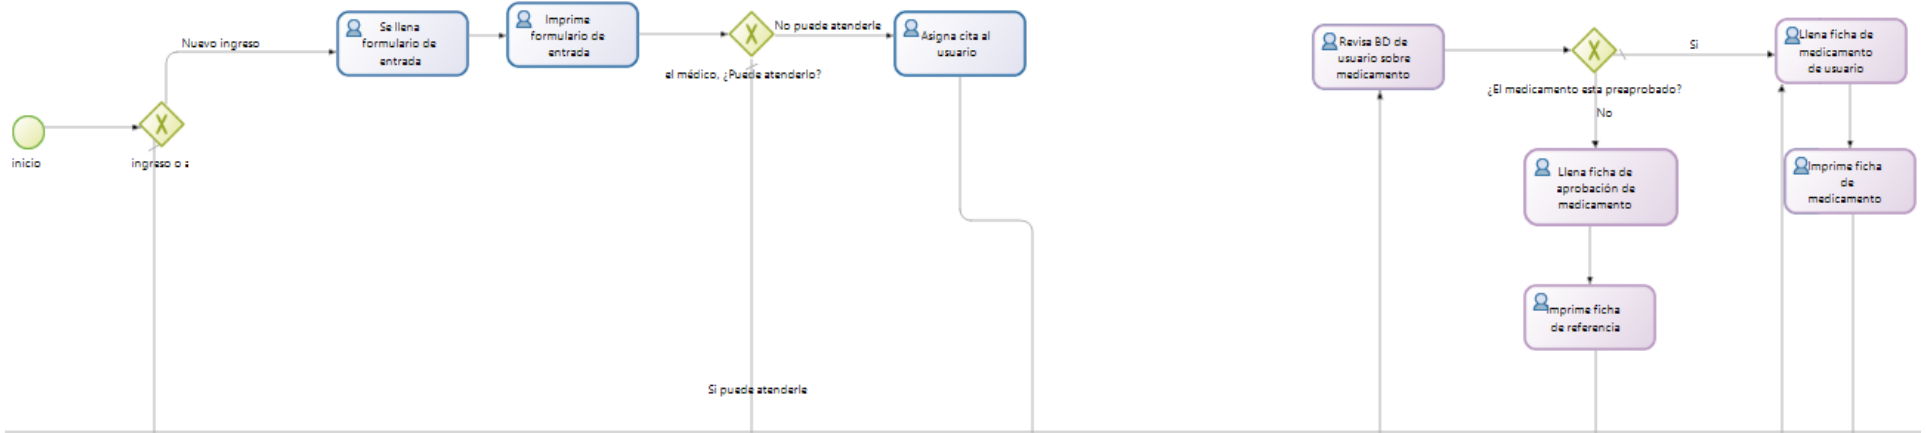 inicio
ingreso o
Nuevo ingreso
Se llena
formulario de
entrada
Imprime
formulario de
entrada
el médico, ¿Puede atenderlo?
No puede atenderle
Si puede atenderle
Asigna cita al
usuario
Revisa BD de
usuario sobre
medicamento
¿El medicamento esta preaprobado?
Si
No
Llena ficha de
medicamento
de usuario
Imprime ficha
de
medicamento
Llena ficha de
aprobación de
medicamento
Imprime ficha
de referencia